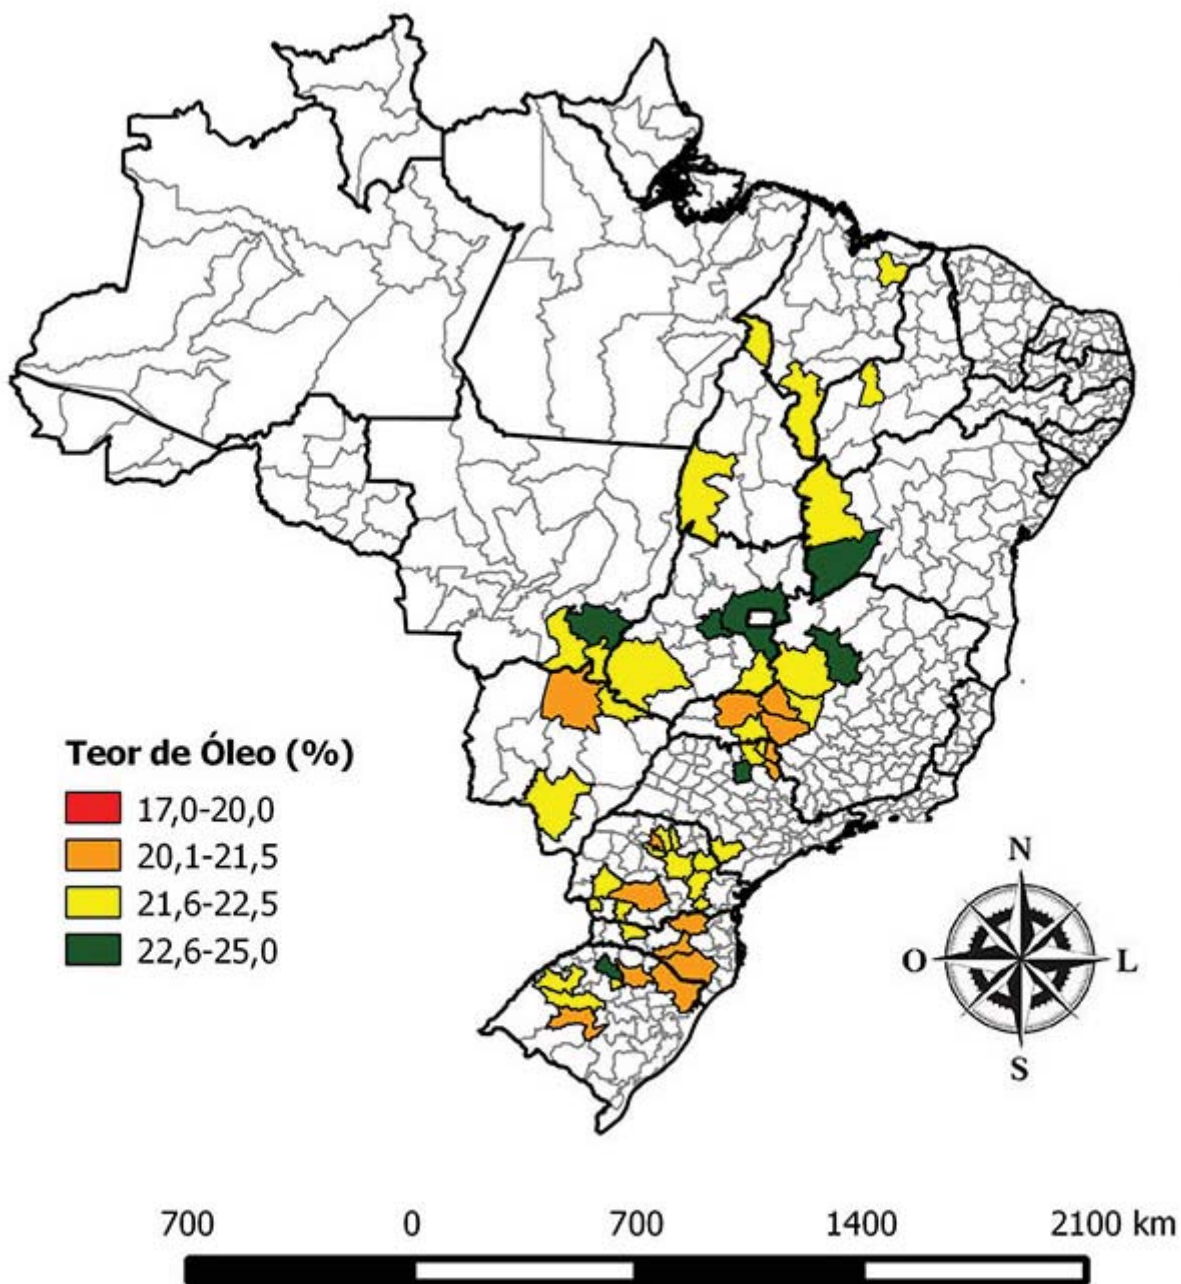 Teor de Óleo (%)
17,0-20,0
20,1-21,5
21,6-22,5
22,6-25,0
N
O
L
S
700 0 700 1400 2100 km